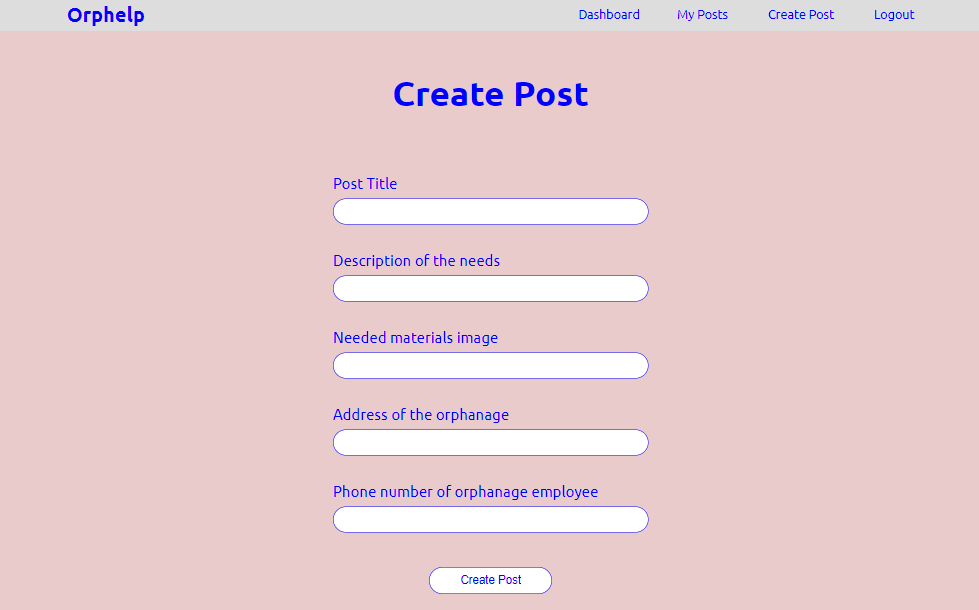 Orphelp Dashboard My Posts Create Post Logout
Create Post
Post Title
Description of the needs
Needed materials image
Address of the orphanage
Phone number of orphanage employee
Create Post